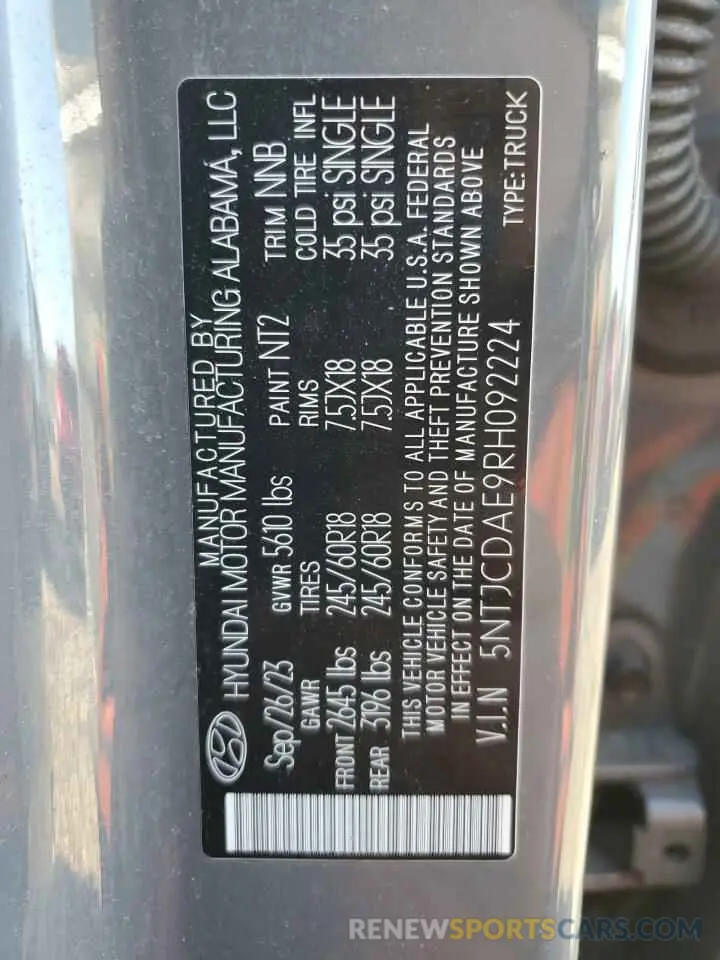 MANUFACTURED BY
HYUNDAI MOTOR MANUFACTURING ALABAMA, LLC
Sep/26/23 GVWR 5610 lbs PAINT NT2 TRIM NNB
GAWR TIRES RIMS COLD TIRE INFL
FRONT 2645 lbs 245/60R18 7.5JX18 35 psi SINGLE
REAR 3196 lbs 245/60R18 7.5JX18 35 psi SINGLE
THIS VEHICLE CONFORMS TO ALL APPLICABLE U.S.A. FEDERAL
MOTOR VEHICLE SAFETY AND THEFT PREVENTION STANDARDS
IN EFFECT ON THE DATE OF MANUFACTURE SHOWN ABOVE
V.I.N 5NTJCDAE9RH092224 TYPE:TRUCK
RENEWSPORTSCARS.COM